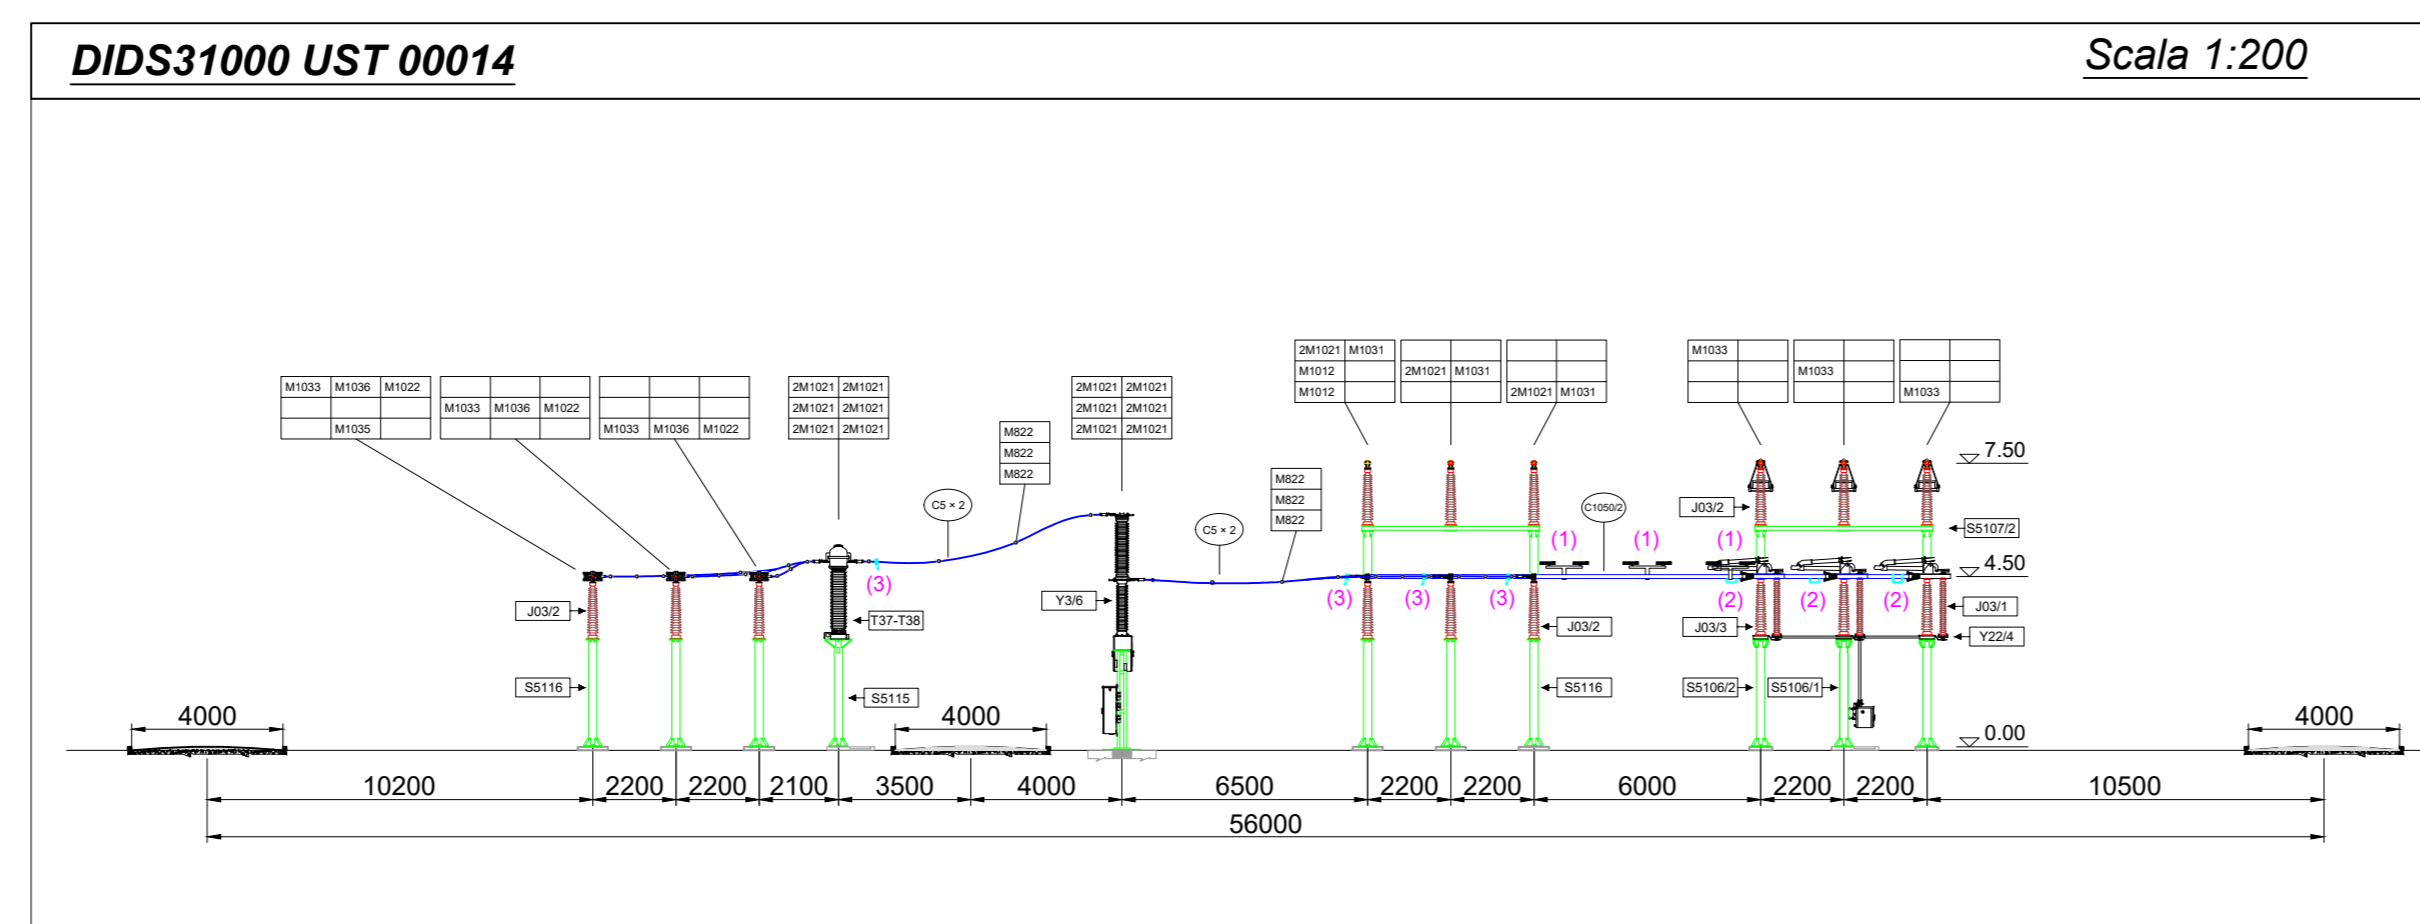 DIDS31000 UST 00014
Scala 1:200
2M1021 M1031
M1012
M1012
2M1021 M1031
2M1021 M1031
M1033
M1033
M1033
M1033 M1036 M1022
M1035
M1033 M1036 M1022
M1033 M1036 M1022
2M1021 2M1021
2M1021 2M1021
2M1021 2M1021
M822
M822
M822
2M1021 2M1021
2M1021 2M1021
2M1021 2M1021
M822
M822
M822
7.50
C5 × 2
C5 × 2
C1050/2
J03/2
S5107/2
(1)
(1)
(1)
4.50
(3)
(3)
(3)
(3)
(2)
(2)
(2)
J03/2
T37-T38
Y3/6
J03/2
J03/3
J03/1
Y22/4
S5116
S5115
S5116
S5106/2
S5106/1
4000
4000
4000
0.00
10200
2200
2200
2100
3500
4000
6500
2200
2200
6000
2200
2200
10500
56000